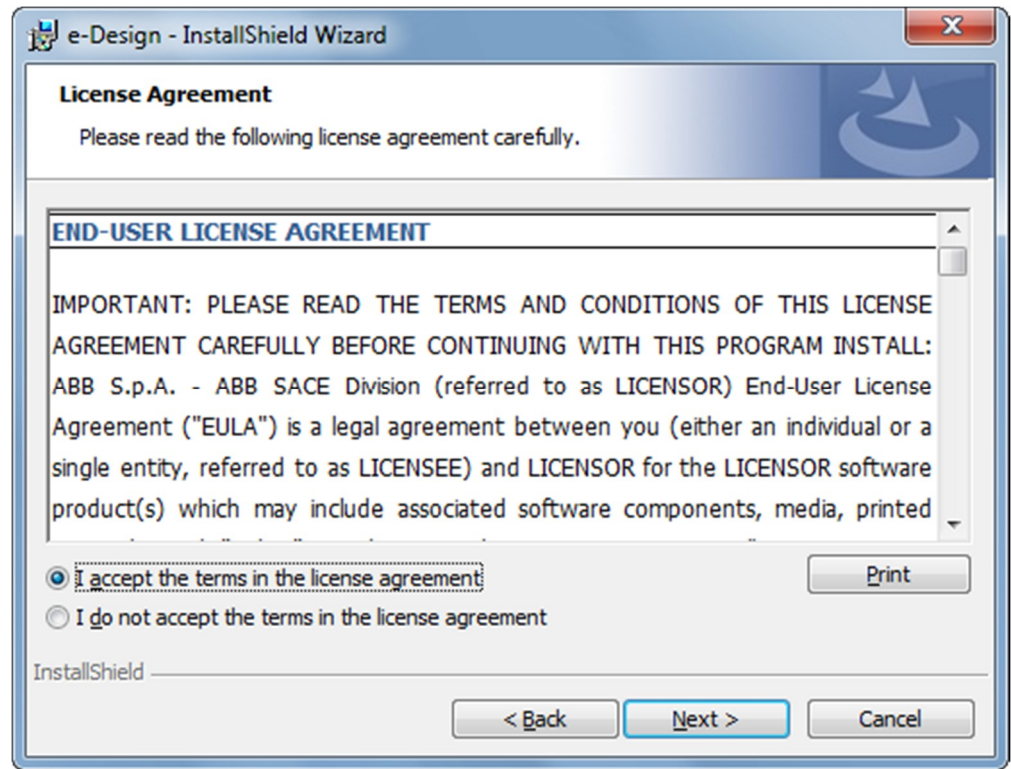 e-Design - InstallShield Wizard
License Agreement
Please read the following license agreement carefully.
END-USER LICENSE AGREEMENT
IMPORTANT: PLEASE READ THE TERMS AND CONDITIONS OF THIS LICENSE
AGREEMENT CAREFULLY BEFORE CONTINUING WITH THIS PROGRAM INSTALL:
ABB S.p.A. - ABB SACE Division (referred to as LICENSOR) End-User License
Agreement ("EULA") is a legal agreement between you (either an individual or a
single entity, referred to as LICENSEE) and LICENSOR for the LICENSOR software
product(s) which may include associated software components, media, printed
I accept the terms in the license agreement
Print
I do not accept the terms in the license agreement
InstallShield
< Back
Next >
Cancel